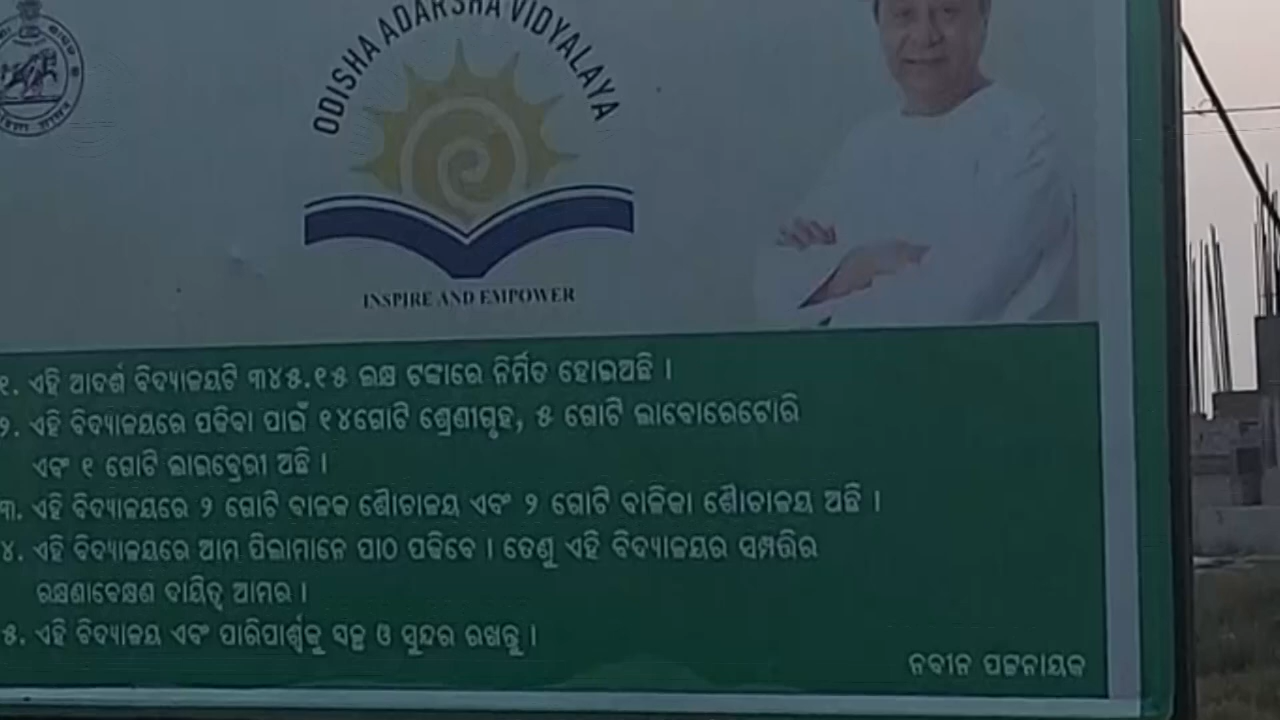 ODISHA ADARSHA VIDYALAYA
INSPIRE AND EMPOWER
୧. ଏହି ଆଦର୍ଶ ବିଦ୍ୟାଳୟଟି ୩୪୫.୧୫ ଲକ୍ଷ ଟଙ୍କାରେ ନିର୍ମିତ ହୋଇଅଛି ।
୨. ଏହି ବିଦ୍ୟାଳୟରେ ପଢିବା ପାଇଁ ୧୪ଗୋଟି ଶ୍ରେଣୀଗୃହ, ୫ ଗୋଟି ଲାବୋରେଟୋରି
ଏବଂ ୧ ଗୋଟି ଲାଇବ୍ରେରୀ ଅଛି ।
୩. ଏହି ବିଦ୍ୟାଳୟରେ ୨ ଗୋଟି ବାଳକ ଶୌଚାଳୟ ଏବଂ ୨ ଗୋଟି ବାଳିକା ଶୌଚାଳୟ ଅଛି ।
୪. ଏହି ବିଦ୍ୟାଳୟରେ ଆମ ପିଲାମାନେ ପାଠ ପଢିବେ । ତେଣୁ ଏହି ବିଦ୍ୟାଳୟର ସମ୍ପତ୍ତିର
ରକ୍ଷଣାବେକ୍ଷଣ ଦାୟିତ୍ୱ ଆମର ।
୫. ଏହି ବିଦ୍ୟାଳୟ ଏବଂ ପାରିପାର୍ଶ୍ୱକୁ ସଚ୍ଛ ଓ ସୁନ୍ଦର ରଖନ୍ତୁ ।
ନବୀନ ପଟ୍ଟନାୟକ